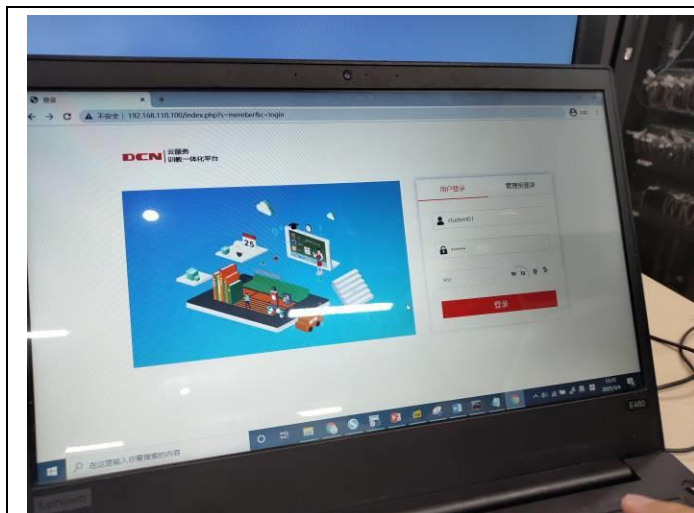 登录
不安全 | 192.168.110.100/index.php?s=member&c=login
DCN 云服务
训教一体化平台
用户登录 管理员登录
student01
••••••
登录
25
在这里输入你要搜索的内容
E480
Lenovo